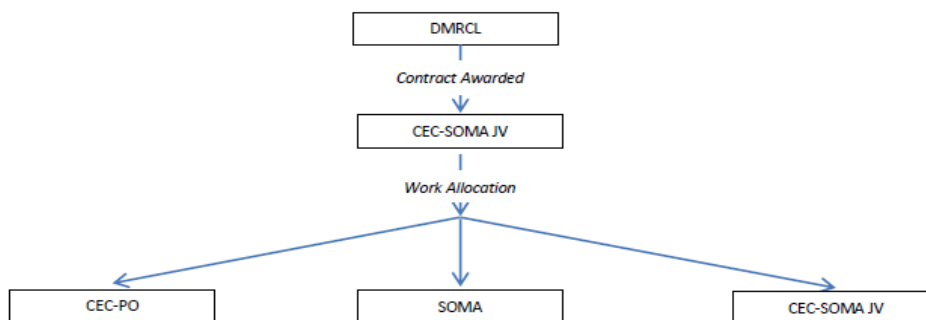 DMRCL
Contract Awarded
CEC-SOMA JV
Work Allocation
CEC-PO
SOMA
CEC-SOMA JV